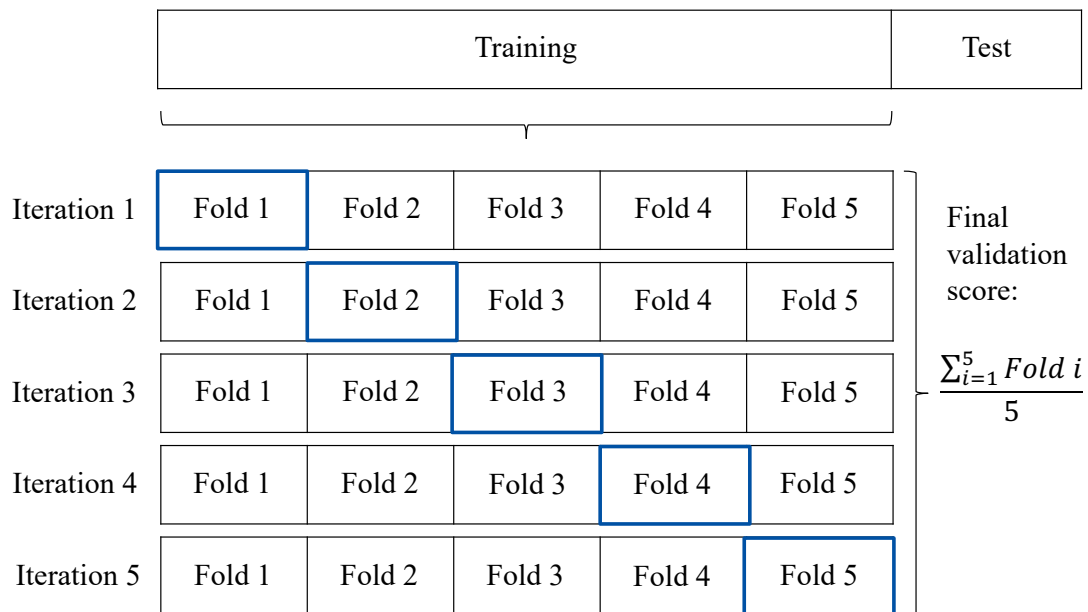 Training Test
Iteration 1 Fold 1 Fold 2 Fold 3 Fold 4 Fold 5
Final
validation
score:
Iteration 2 Fold 1 Fold 2 Fold 3 Fold 4 Fold 5
Iteration 3 Fold 1 Fold 2 Fold 3 Fold 4 Fold 5
∑_{i=1}^{5} Fold i
5
Iteration 4 Fold 1 Fold 2 Fold 3 Fold 4 Fold 5
Iteration 5 Fold 1 Fold 2 Fold 3 Fold 4 Fold 5